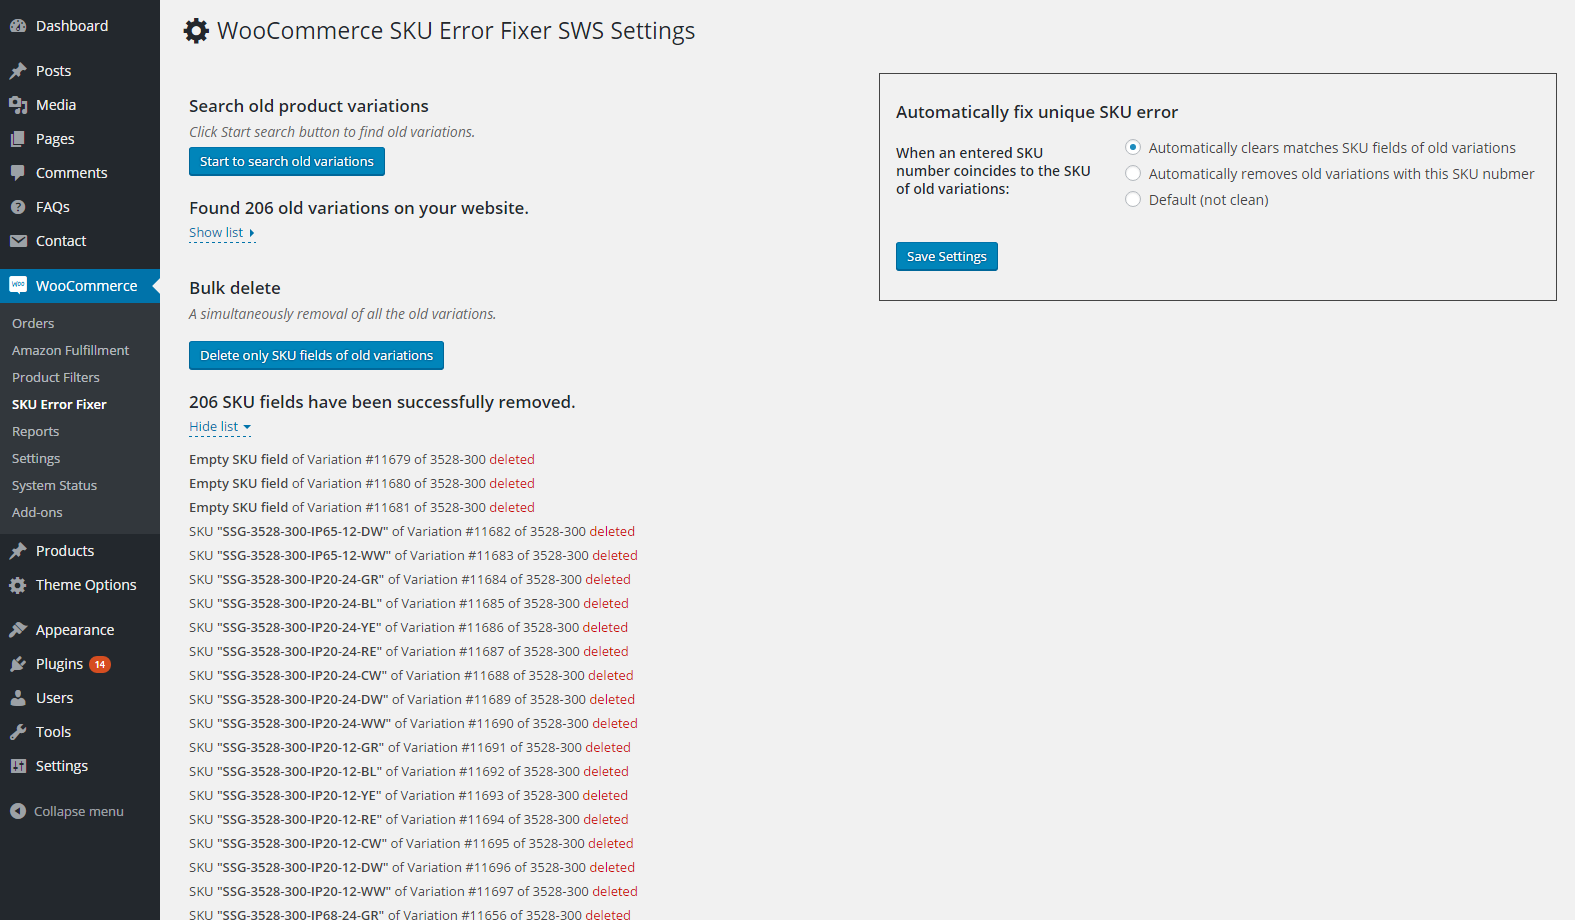 Dashboard
Posts
Media
Pages
Comments
FAQs
Contact
woo
WooCommerce
Orders
Amazon Fulfillment
Product Filters
SKU Error Fixer
Reports
Settings
System Status
Add-ons
Products
Theme Options
Appearance
Plugins 14
Users
Tools
Settings
Collapse menu
WooCommerce SKU Error Fixer SWS Settings
Search old product variations
Click Start search button to find old variations.
Start to search old variations
Found 206 old variations on your website.
Show list
Bulk delete
A simultaneously removal of all the old variations.
Delete only SKU fields of old variations
206 SKU fields have been successfully removed.
Hide list
Empty SKU field of Variation #11679 of 3528-300 deleted
Empty SKU field of Variation #11680 of 3528-300 deleted
Empty SKU field of Variation #11681 of 3528-300 deleted
SKU "SSG-3528-300-IP65-12-DW" of Variation #11682 of 3528-300 deleted
SKU "SSG-3528-300-IP65-12-WW" of Variation #11683 of 3528-300 deleted
SKU "SSG-3528-300-IP20-24-GR" of Variation #11684 of 3528-300 deleted
SKU "SSG-3528-300-IP20-24-BL" of Variation #11685 of 3528-300 deleted
SKU "SSG-3528-300-IP20-24-YE" of Variation #11686 of 3528-300 deleted
SKU "SSG-3528-300-IP20-24-RE" of Variation #11687 of 3528-300 deleted
SKU "SSG-3528-300-IP20-24-CW" of Variation #11688 of 3528-300 deleted
SKU "SSG-3528-300-IP20-24-DW" of Variation #11689 of 3528-300 deleted
SKU "SSG-3528-300-IP20-24-WW" of Variation #11690 of 3528-300 deleted
SKU "SSG-3528-300-IP20-12-GR" of Variation #11691 of 3528-300 deleted
SKU "SSG-3528-300-IP20-12-BL" of Variation #11692 of 3528-300 deleted
SKU "SSG-3528-300-IP20-12-YE" of Variation #11693 of 3528-300 deleted
SKU "SSG-3528-300-IP20-12-RE" of Variation #11694 of 3528-300 deleted
SKU "SSG-3528-300-IP20-12-CW" of Variation #11695 of 3528-300 deleted
SKU "SSG-3528-300-IP20-12-DW" of Variation #11696 of 3528-300 deleted
SKU "SSG-3528-300-IP20-12-WW" of Variation #11697 of 3528-300 deleted
SKU "SSG-3528-300-IP68-24-GR" of Variation #11656 of 3528-300 deleted
Automatically fix unique SKU error
When an entered SKU
number coincides to the SKU
of old variations:
Automatically clears matches SKU fields of old variations
Automatically removes old variations with this SKU nubmer
Default (not clean)
Save Settings